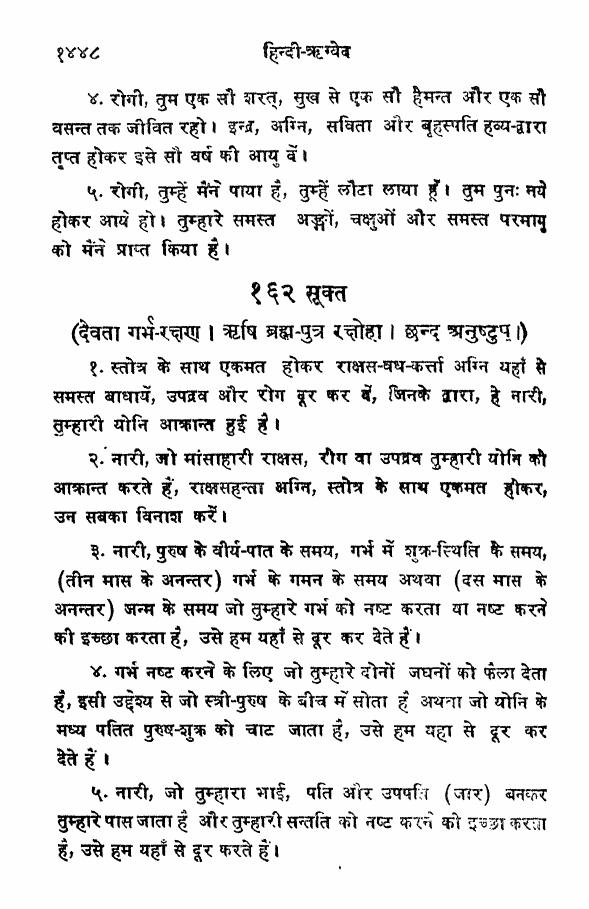 १४४८ हिन्दी-ऋग्वेद
४. रोगी, तुम एक सौ शरत्, सुख से एक सौ हेमन्त और एक सौ
वसन्त तक जीवित रहो। इन्द्र, अग्नि, सविता और बृहस्पति हव्य-द्वारा
तृप्त होकर इसे सौ वर्ष की आयु दें।
५. रोगी, तुम्हें मैंने पाया है, तुम्हें लौटा लाया हूँ। तुम पुनः नये
होकर आये हो। तुम्हारे समस्त अङ्गों, चक्षुओं और समस्त परमायु
को मैंने प्राप्त किया है।
१६२ सूक्त
(देवता गर्भ-रक्षण। ऋषि ब्रह्म-पुत्र रक्षोहा। छन्द अनुष्टुप्।)
१. स्तोत्र के साथ एकमत होकर राक्षस-वध-कर्त्ता अग्नि यहाँ से
समस्त बाधायें, उपद्रव और रोग दूर कर दें, जिनके द्वारा, हे नारी,
तुम्हारी योनि आक्रान्त हुई है।
२. नारी, जो मांसाहारी राक्षस, रोग वा उपद्रव तुम्हारी योनि को
आक्रान्त करते हैं, राक्षसहन्ता अग्नि, स्तोत्र के साथ एकमत होकर,
उन सबका विनाश करें।
३. नारी, पुरुष के वीर्य-पात के समय, गर्भ में शुक्र-स्थिति के समय,
(तीन मास के अनन्तर) गर्भ के गमन के समय अथवा (दस मास के
अनन्तर) जन्म के समय जो तुम्हारे गर्भ को नष्ट करता या नष्ट करने
की इच्छा करता है, उसे हम यहाँ से दूर कर देते हैं।
४. गर्भ नष्ट करने के लिए जो तुम्हारे दोनों जघनों को फैला देता
है, इसी उद्देश्य से जो स्त्री-पुरुष के बीच में सोता है अथवा जो योनि के
मध्य पतित पुरुष-शुक्र को चाट जाता है, उसे हम यहा से दूर कर
देते हैं।
५. नारी, जो तुम्हारा भाई, पति और उपपति (जार) बनकर
तुम्हारे पास जाता है और तुम्हारी सन्तति को नष्ट करने की इच्छा करता
है, उसे हम यहाँ से दूर करते हैं।